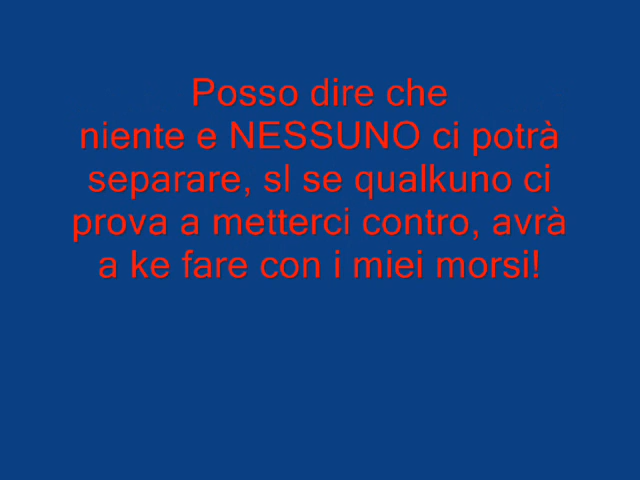 Posso dire che
niente e NESSUNO ci potrà
separare, sl se qualkuno ci
prova a metterci contro, avrà
a ke fare con i miei morsi!